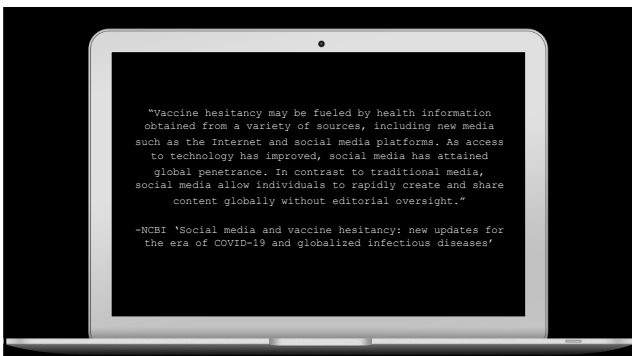 “Vaccine hesitancy may be fueled by health information
obtained from a variety of sources, including new media
such as the Internet and social media platforms. As access
to technology has improved, social media has attained
global penetrance. In contrast to traditional media,
social media allow individuals to rapidly create and share
content globally without editorial oversight.”
-NCBI ‘Social media and vaccine hesitancy: new updates for
the era of COVID-19 and globalized infectious diseases’